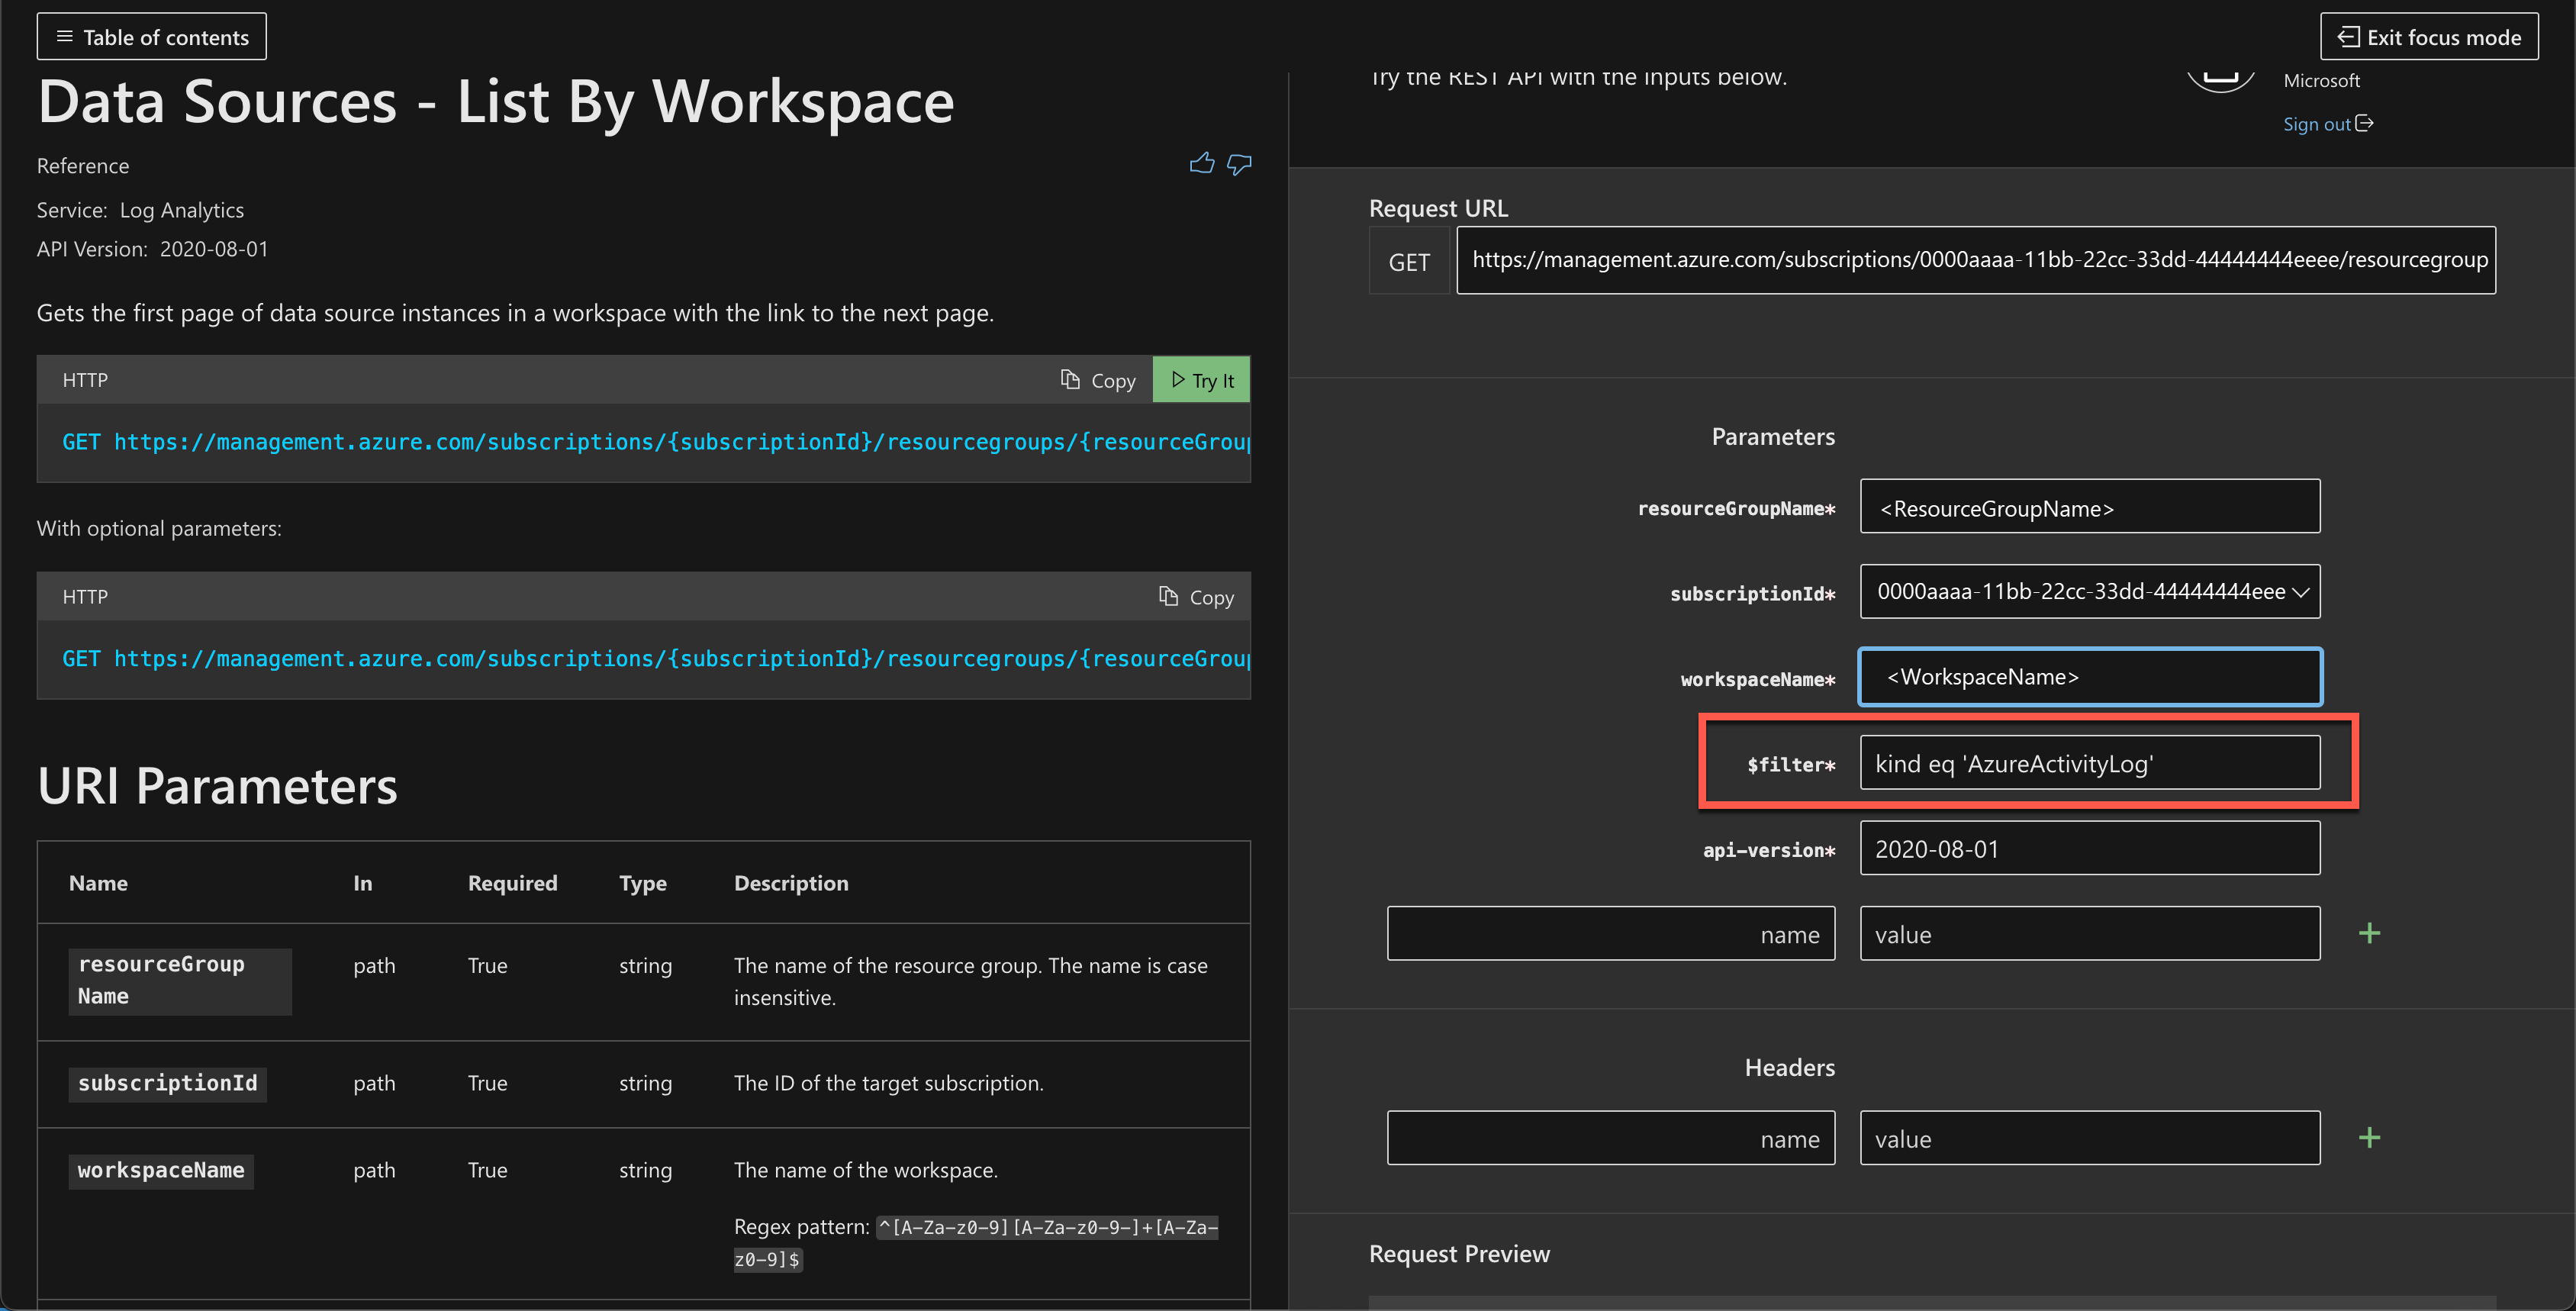 Table of contents
Exit focus mode
Data Sources - List By Workspace
Reference
Service: Log Analytics
API Version: 2020-08-01
Gets the first page of data source instances in a workspace with the link to the next page.
HTTP
Copy
Try It
GET https://management.azure.com/subscriptions/{subscriptionId}/resourcegroups/{resourceGroup
With optional parameters:
HTTP
Copy
GET https://management.azure.com/subscriptions/{subscriptionId}/resourcegroups/{resourceGroup
URI Parameters
Name In Required Type Description
resourceGroup path True string The name of the resource group. The name is case
Name insensitive.
subscriptionId path True string The ID of the target subscription.
workspaceName path True string The name of the workspace.
Regex pattern: ^[A-Za-z0-9][A-Za-z0-9-]+[A-Za-
z0-9]$
Try the REST API with the inputs below.
Microsoft
Sign out
Request URL
GET https://management.azure.com/subscriptions/0000aaaa-11bb-22cc-33dd-44444444eeee/resourcegroup
Parameters
resourceGroupName* <ResourceGroupName>
subscriptionId* 0000aaaa-11bb-22cc-33dd-44444444eee
workspaceName* <WorkspaceName>
$filter* kind eq 'AzureActivityLog'
api-version* 2020-08-01
name value +
Headers
name value +
Request Preview